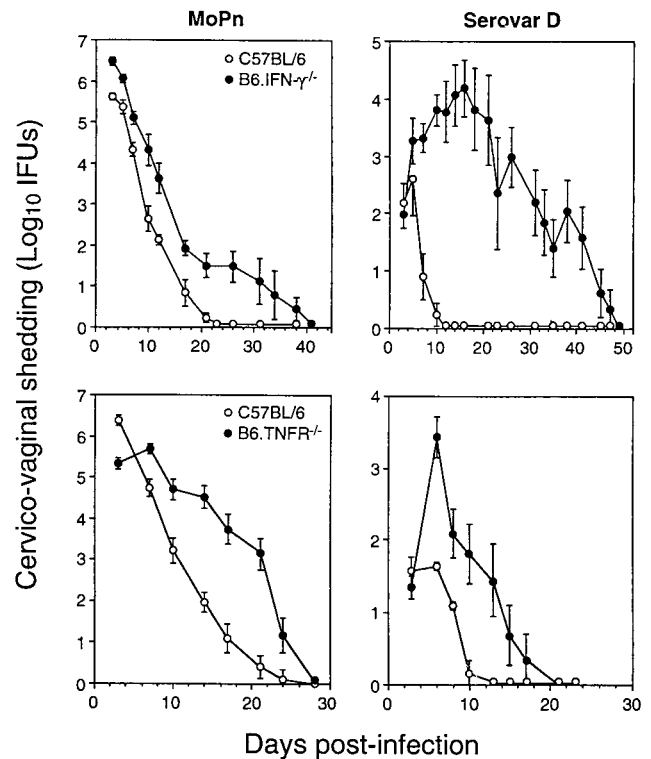 MoPn
Serovar D
Cervico-vaginal shedding (Log10 IFUs)
7
6
5
4
3
2
1
0
C57BL/6
B6.IFN-γ-/-
0 10 20 30 40 50
5
4
3
2
1
0
0 10 20 30 40 50
7
6
5
4
3
2
1
0
C57BL/6
B6.TNFR-/-
0 10 20 30
4
3
2
1
0
0 10 20 30
Days post-infection